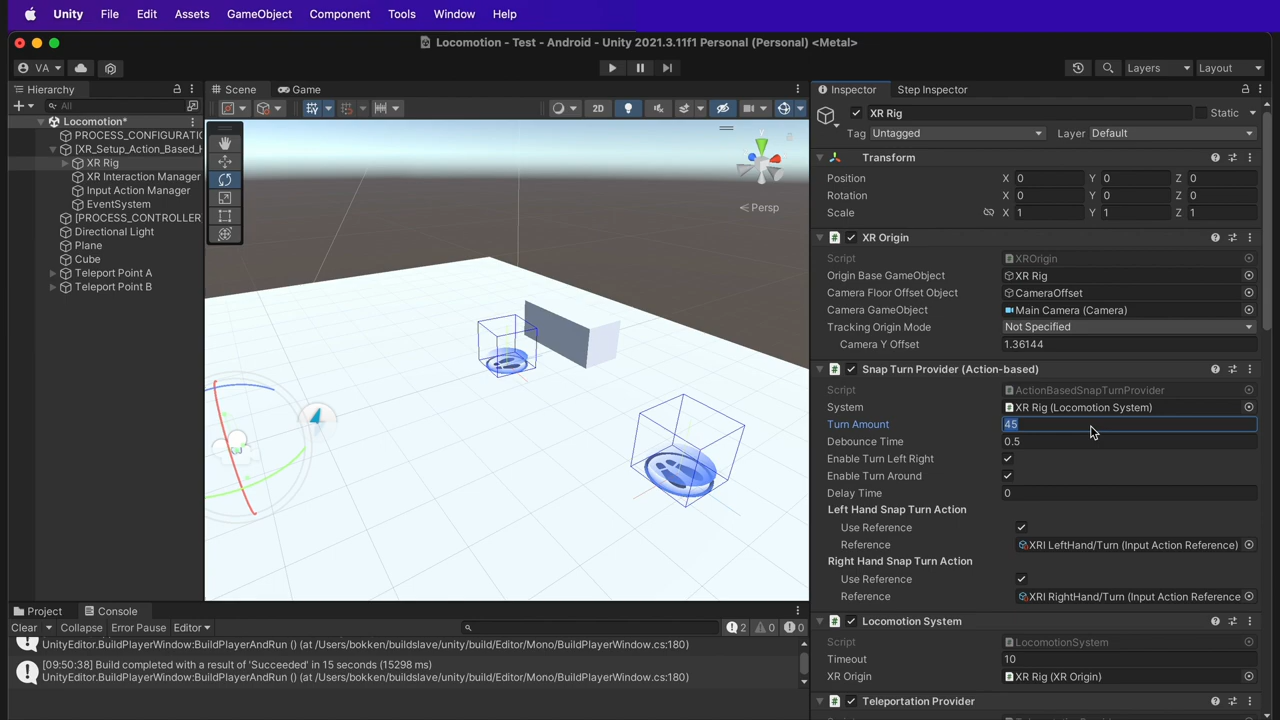 Unity File Edit Assets GameObject Component Tools Window Help
Locomotion - Test - Android - Unity 2021.3.11f1 Personal (Personal) <Metal>
VA
Layers Layout
Hierarchy
All
Locomotion*
PROCESS_CONFIGURATIO
[XR_Setup_Action_Based_H
XR Rig
XR Interaction Manager
Input Action Manager
EventSystem
[PROCESS_CONTROLLER
Directional Light
Plane
Cube
Teleport Point A
Teleport Point B
Scene Game
2D
y
Persp
Project Console
Clear Collapse Error Pause Editor
2 0 0
UnityEditor.BuildPlayerWindow:BuildPlayerAndRun () (at /Users/bokken/buildslave/unity/build/Editor/Mono/BuildPlayerWindow.cs:180)
[09:50:38] Build completed with a result of 'Succeeded' in 15 seconds (15298 ms)
UnityEditor.BuildPlayerWindow:BuildPlayerAndRun () (at /Users/bokken/buildslave/unity/build/Editor/Mono/BuildPlayerWindow.cs:180)
Inspector Step Inspector
XR Rig Static
Tag Untagged Layer Default
Transform
Position X 0 Y 0 Z 0
Rotation X 0 Y 0 Z 0
Scale X 1 Y 1 Z 1
# XR Origin
Script XROrigin
Origin Base GameObject XR Rig
Camera Floor Offset Object CameraOffset
Camera GameObject Main Camera (Camera)
Tracking Origin Mode Not Specified
Camera Y Offset 1.36144
# Snap Turn Provider (Action-based)
Script ActionBasedSnapTurnProvider
System XR Rig (Locomotion System)
Turn Amount 45
Debounce Time 0.5
Enable Turn Left Right
Enable Turn Around
Delay Time 0
Left Hand Snap Turn Action
Use Reference
Reference XRI LeftHand/Turn (Input Action Reference)
Right Hand Snap Turn Action
Use Reference
Reference XRI RightHand/Turn (Input Action Reference
# Locomotion System
Script LocomotionSystem
Timeout 10
XR Origin XR Rig (XR Origin)
# Teleportation Provider